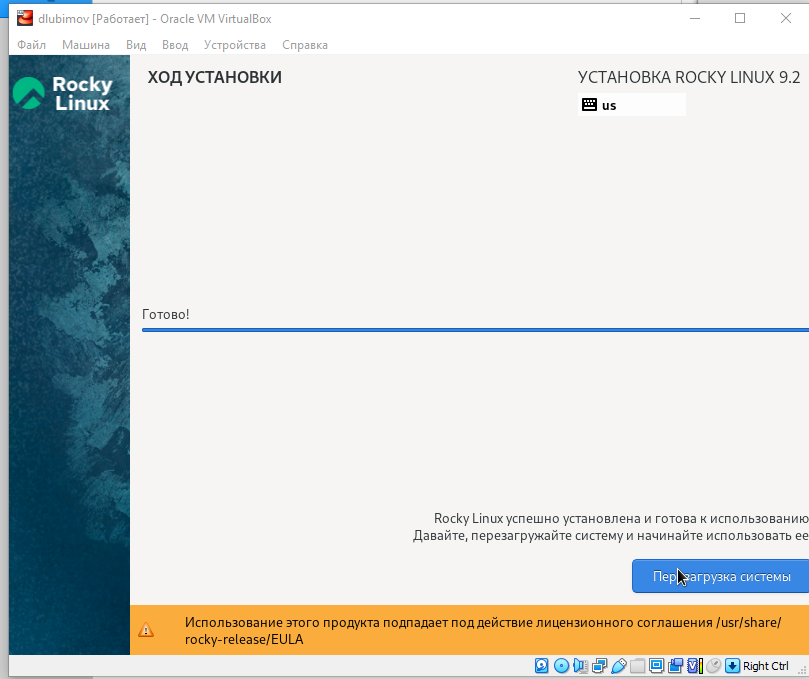 dlubimov [Работает] - Oracle VM VirtualBox
Файл Машина Вид Ввод Устройства Справка
Rocky
Linux
ХОД УСТАНОВКИ
УСТАНОВКА ROCKY LINUX 9.2
us
Готово!
Rocky Linux успешно установлена и готова к использованию
Давайте, перезагружайте систему и начинайте использовать ее
Перезагрузка системы
Использование этого продукта подпадает под действие лицензионного соглашения /usr/share/
rocky-release/EULA
Right Ctrl